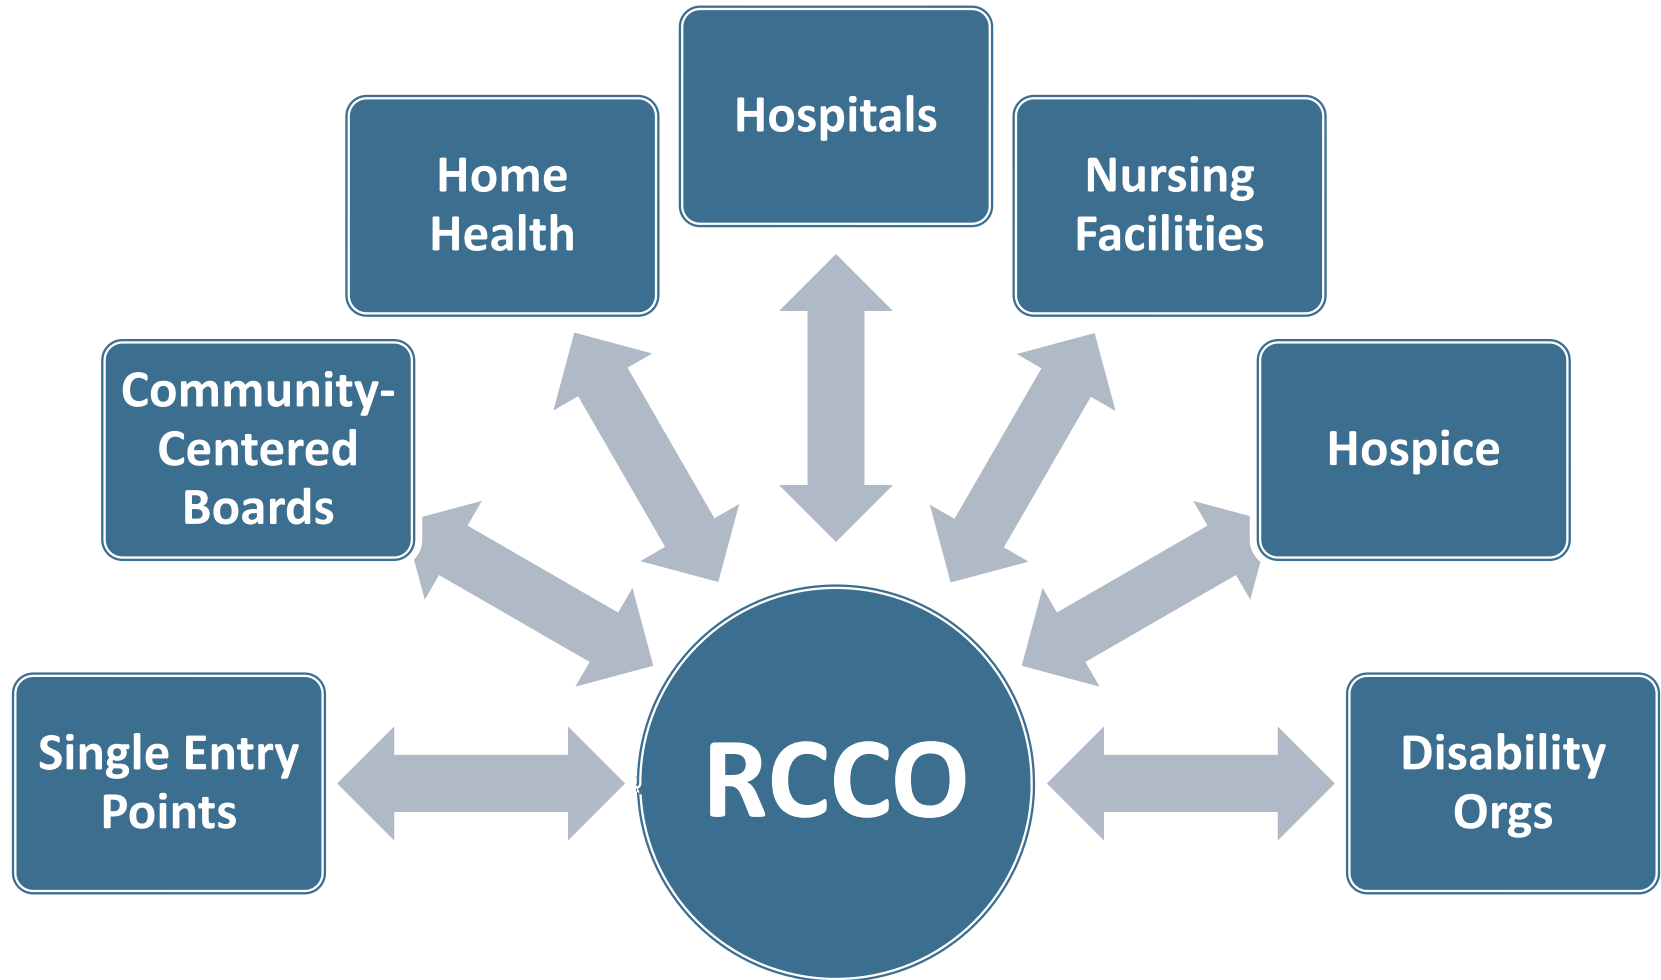 Hospitals
Home
Health
Nursing
Facilities
Community-
Centered
Boards
Hospice
Single Entry
Points
RCCO
Disability
Orgs